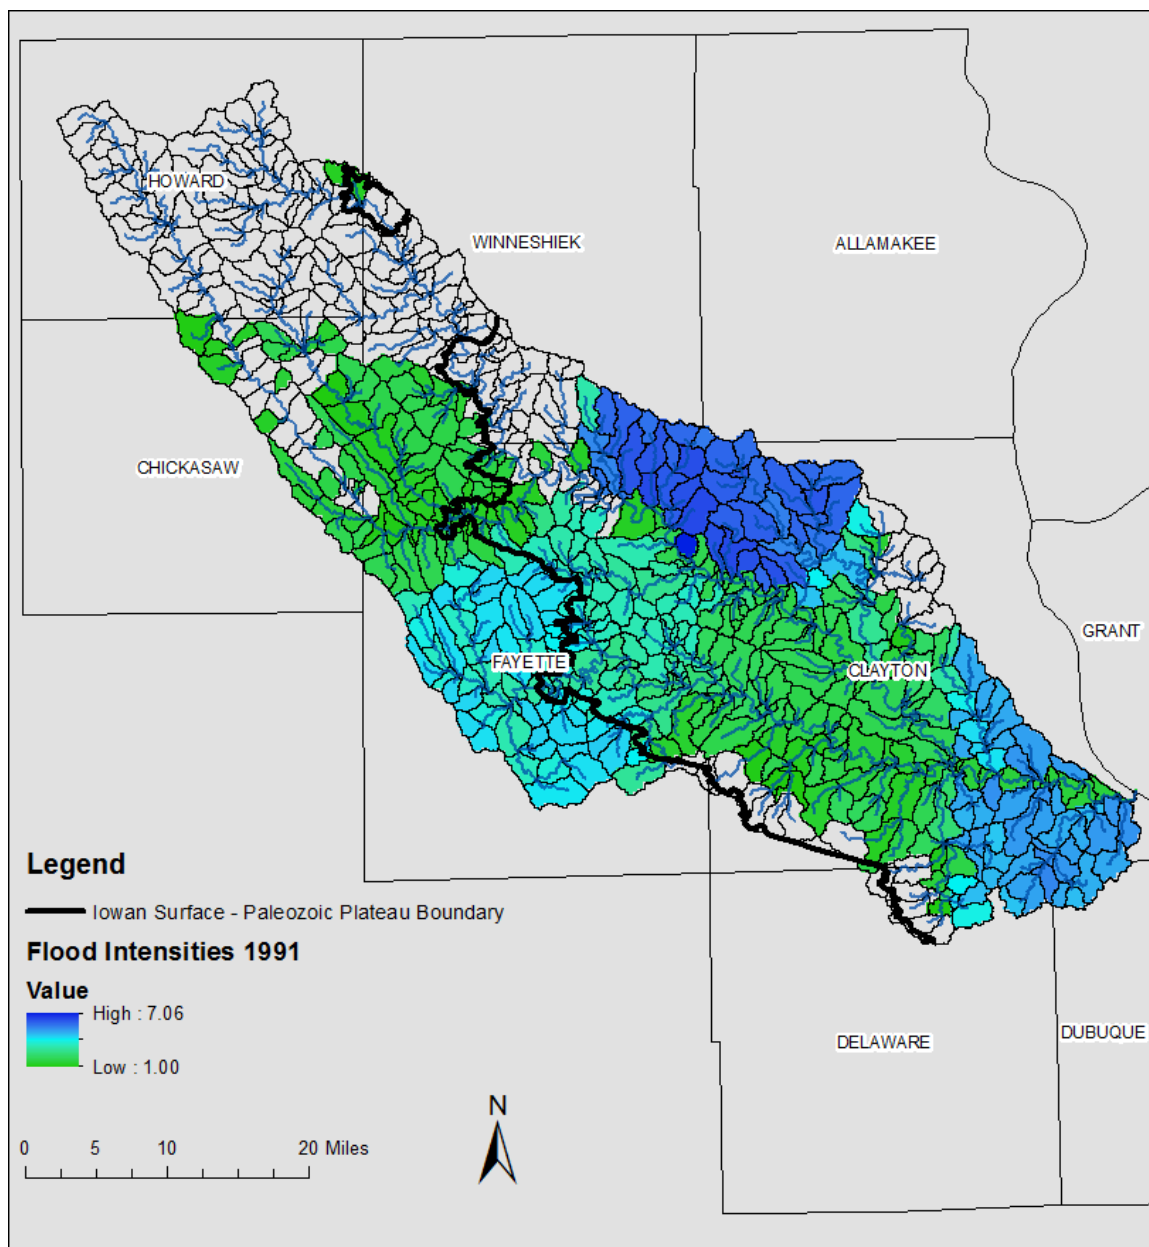 HOWARD
WINNESHIEK
ALLAMAKEE
CHICKASAW
GRANT
FAYETTE
CLAYTON
Legend
Iowan Surface - Paleozoic Plateau Boundary
Flood Intensities 1991
Value
High : 7.06
Low : 1.00
DELAWARE
DUBUQUE
N
0 5 10 20 Miles